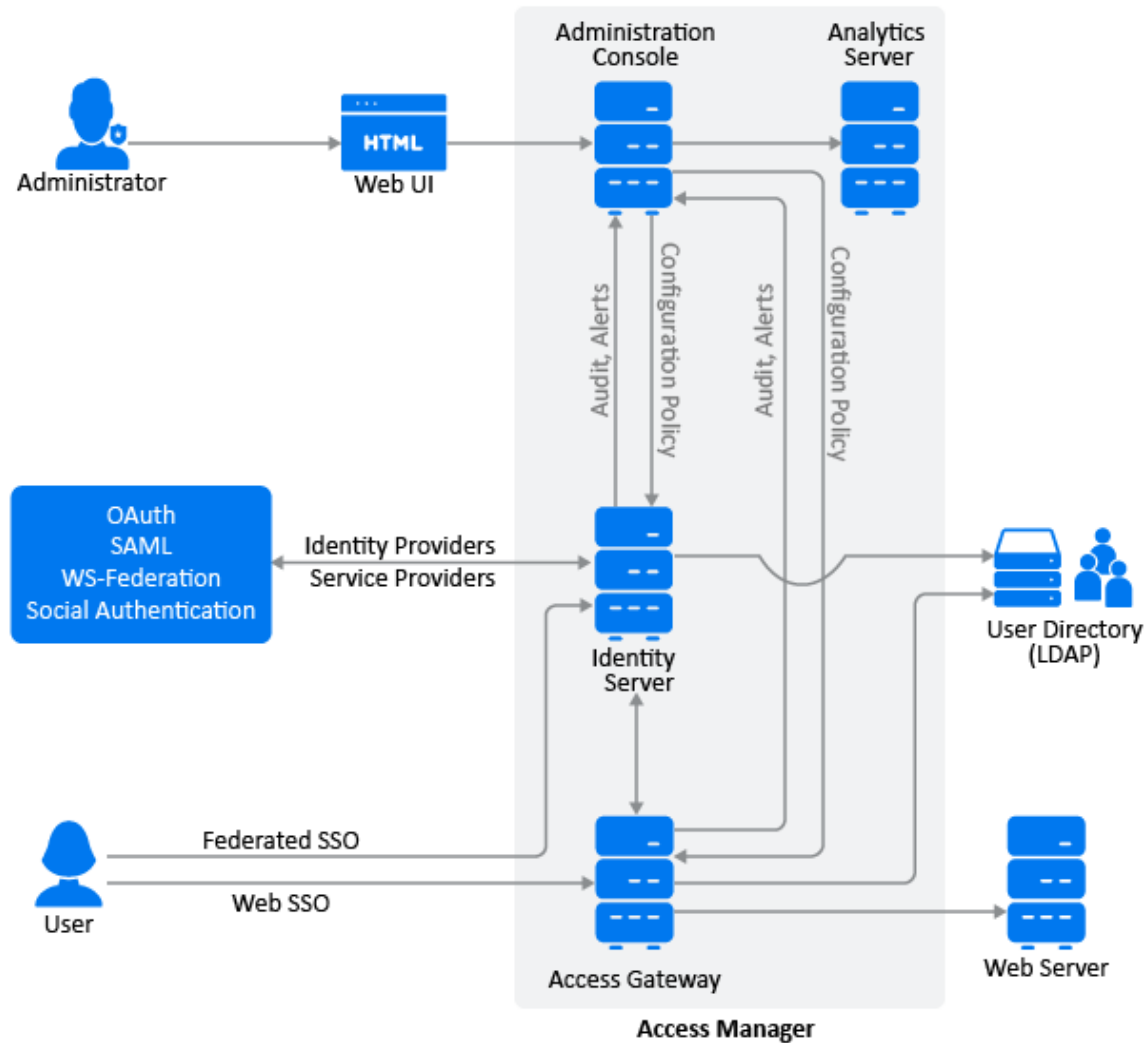 Administration
Console
Analytics
Server
HTML
Administrator
Web UI
Audit, Alerts
Configuration Policy
Audit, Alerts
Configuration Policy
OAuth
SAML
WS-Federation
Social Authentication
Identity Providers
Service Providers
Identity
Server
User Directory
(LDAP)
Federated SSO
Web SSO
User
Access Gateway
Web Server
Access Manager